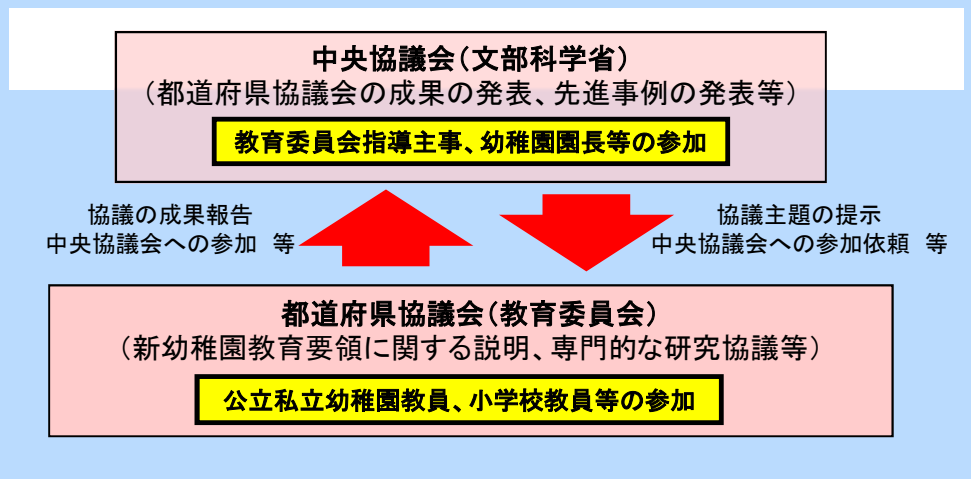 中央協議会（文部科学省）
（都道府県協議会の成果の発表、先進事例の発表等）
教育委員会指導主事、幼稚園園長等の参加
協議の成果報告
中央協議会への参加　等
協議主題の提示
中央協議会への参加依頼　等
都道府県協議会（教育委員会）
（新幼稚園教育要領に関する説明、専門的な研究協議等）
公立私立幼稚園教員、小学校教員等の参加